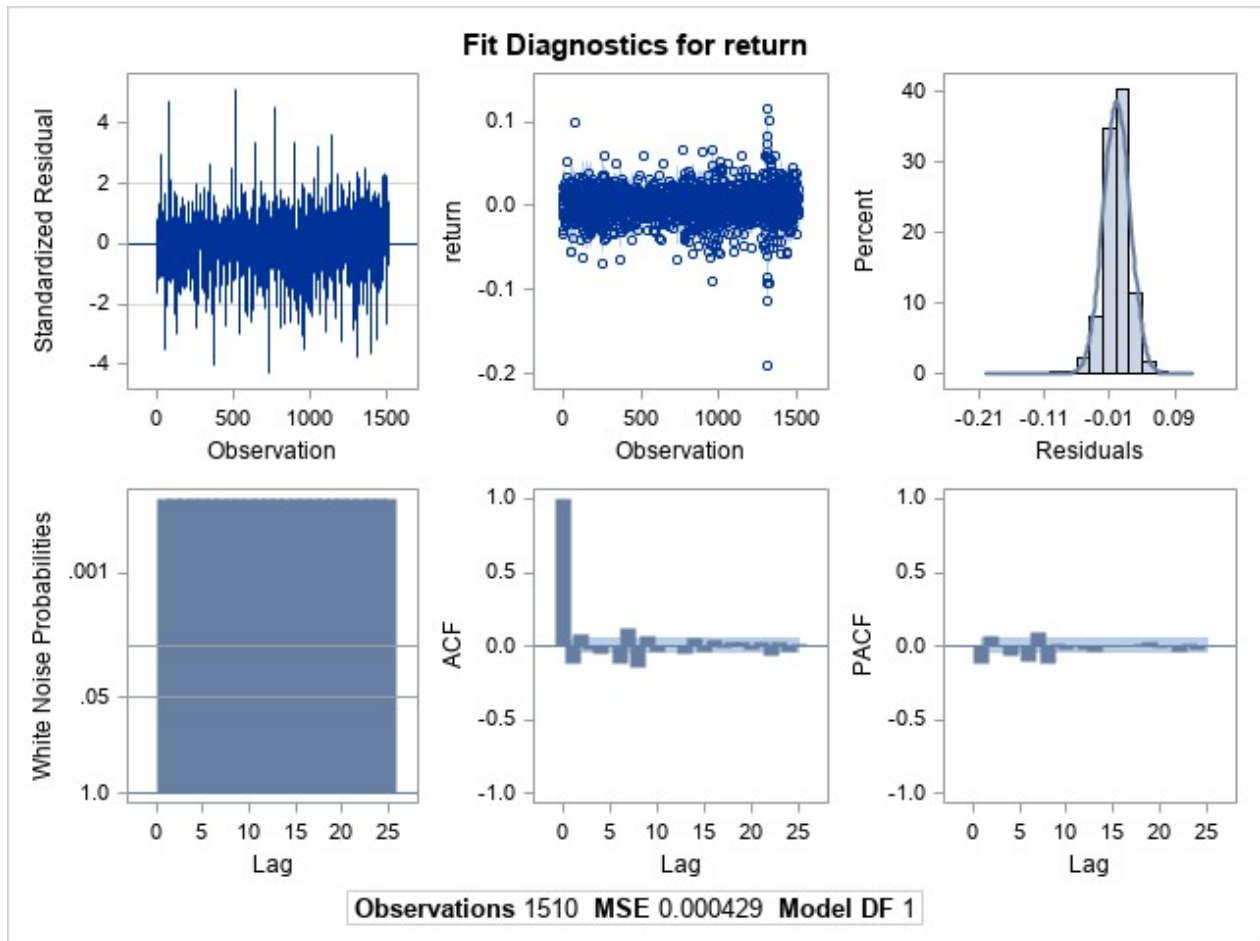 Fit Diagnostics for return
Standardized Residual
4
2
0
-2
-4
0 500 1000 1500
Observation
return
0.1
0.0
-0.1
-0.2
0 500 1000 1500
Observation
Percent
40
30
20
10
0
-0.21 -0.11 -0.01 0.09
Residuals
White Noise Probabilities
.001
.05
1.0
0 5 10 15 20 25
Lag
ACF
1.0
0.5
0.0
-0.5
-1.0
0 5 10 15 20 25
Lag
PACF
1.0
0.5
0.0
-0.5
-1.0
0 5 10 15 20 25
Lag
Observations 1510 MSE 0.000429 Model DF 1